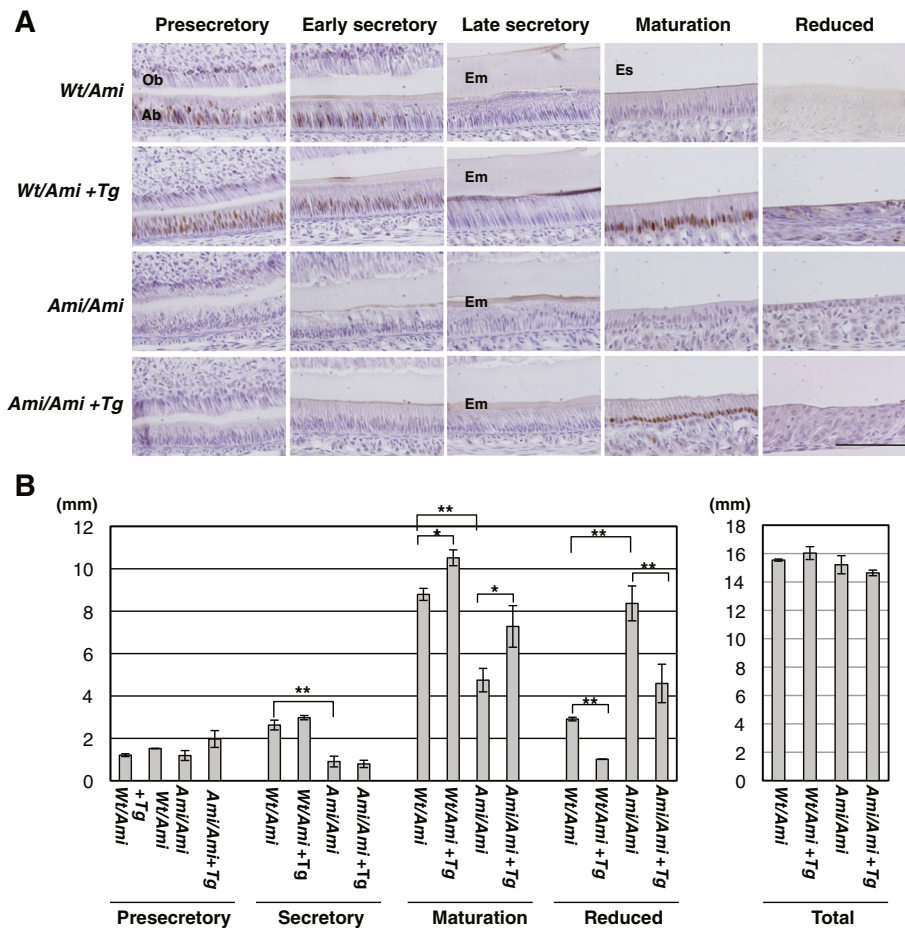 A
Presecretory Early secretory Late secretory Maturation Reduced
Wt/Ami
Ob
Ab
Em
Es
Wt/Ami +Tg
Em
Ami/Ami
Em
Ami/Ami +Tg
Em
B
(mm)
12
10
8
6
4
2
0
**
**
*
*
**
**
**
Wt/Ami
Wt/Ami +Tg
Ami/Ami
Ami/Ami+Tg
Wt/Ami
Wt/Ami +Tg
Ami/Ami
Ami/Ami +Tg
Wt/Ami
Wt/Ami +Tg
Ami/Ami
Ami/Ami +Tg
Wt/Ami
Wt/Ami +Tg
Ami/Ami
Ami/Ami +Tg
Presecretory Secretory Maturation Reduced
(mm)
18
16
14
12
10
8
6
4
2
0
Wt/Ami
Wt/Ami +Tg
Ami/Ami
Ami/Ami +Tg
Total